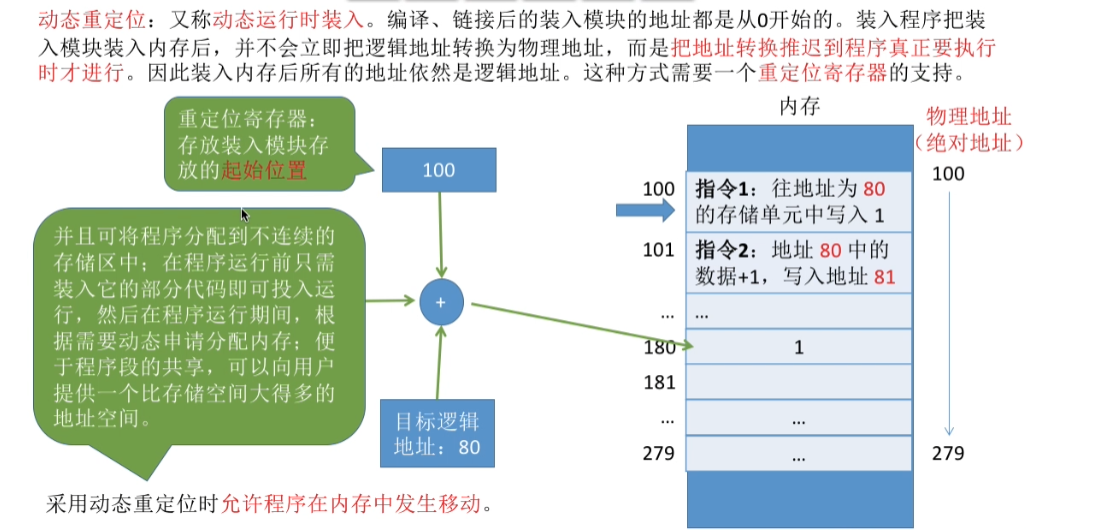 动态重定位：又称动态运行时装入。编译、链接后的装入模块的地址都是从0开始的。装入程序把装
入模块装入内存后，并不会立即把逻辑地址转换为物理地址，而是把地址转换推迟到程序真正要执行
时才进行。因此装入内存后所有的地址依然是逻辑地址。这种方式需要一个重定位寄存器的支持。
重定位寄存器：
存放装入模块存
放的起始位置
100
并且可将程序分配到不连续的
存储区中；在程序运行前只需
装入它的部分代码即可投入运
行，然后在程序运行期间，根
据需要动态申请分配内存；便
于程序段的共享，可以向用户
提供一个比存储空间大得多的
地址空间。
+
目标逻辑
地址：80
采用动态重定位时允许程序在内存中发生移动。
内存
物理地址
（绝对地址）
100
指令1：往地址为 80
的存储单元中写入 1
100
101
指令2：地址 80 中的
数据+1，写入地址 81
...
...
180
1
181
...
...
279
...
279